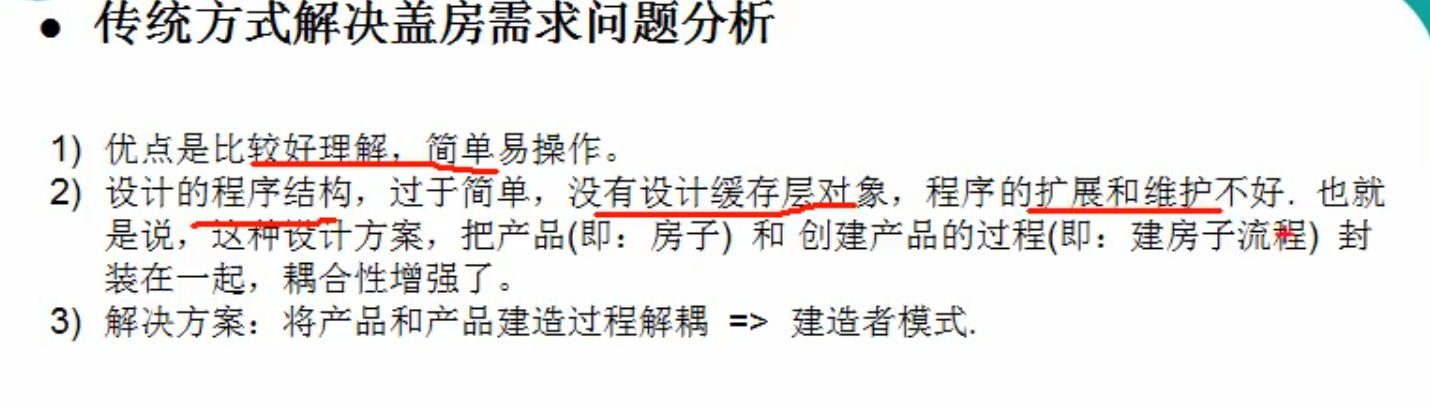 ● 传统方式解决盖房需求问题分析
1) 优点是比较好理解，简单易操作。
2) 设计的程序结构，过于简单，没有设计缓存层对象，程序的扩展和维护不好. 也就
是说，这种设计方案，把产品(即：房子) 和 创建产品的过程(即：建房子流程) 封
装在一起，耦合性增强了。
3) 解决方案：将产品和产品建造过程解耦 => 建造者模式.